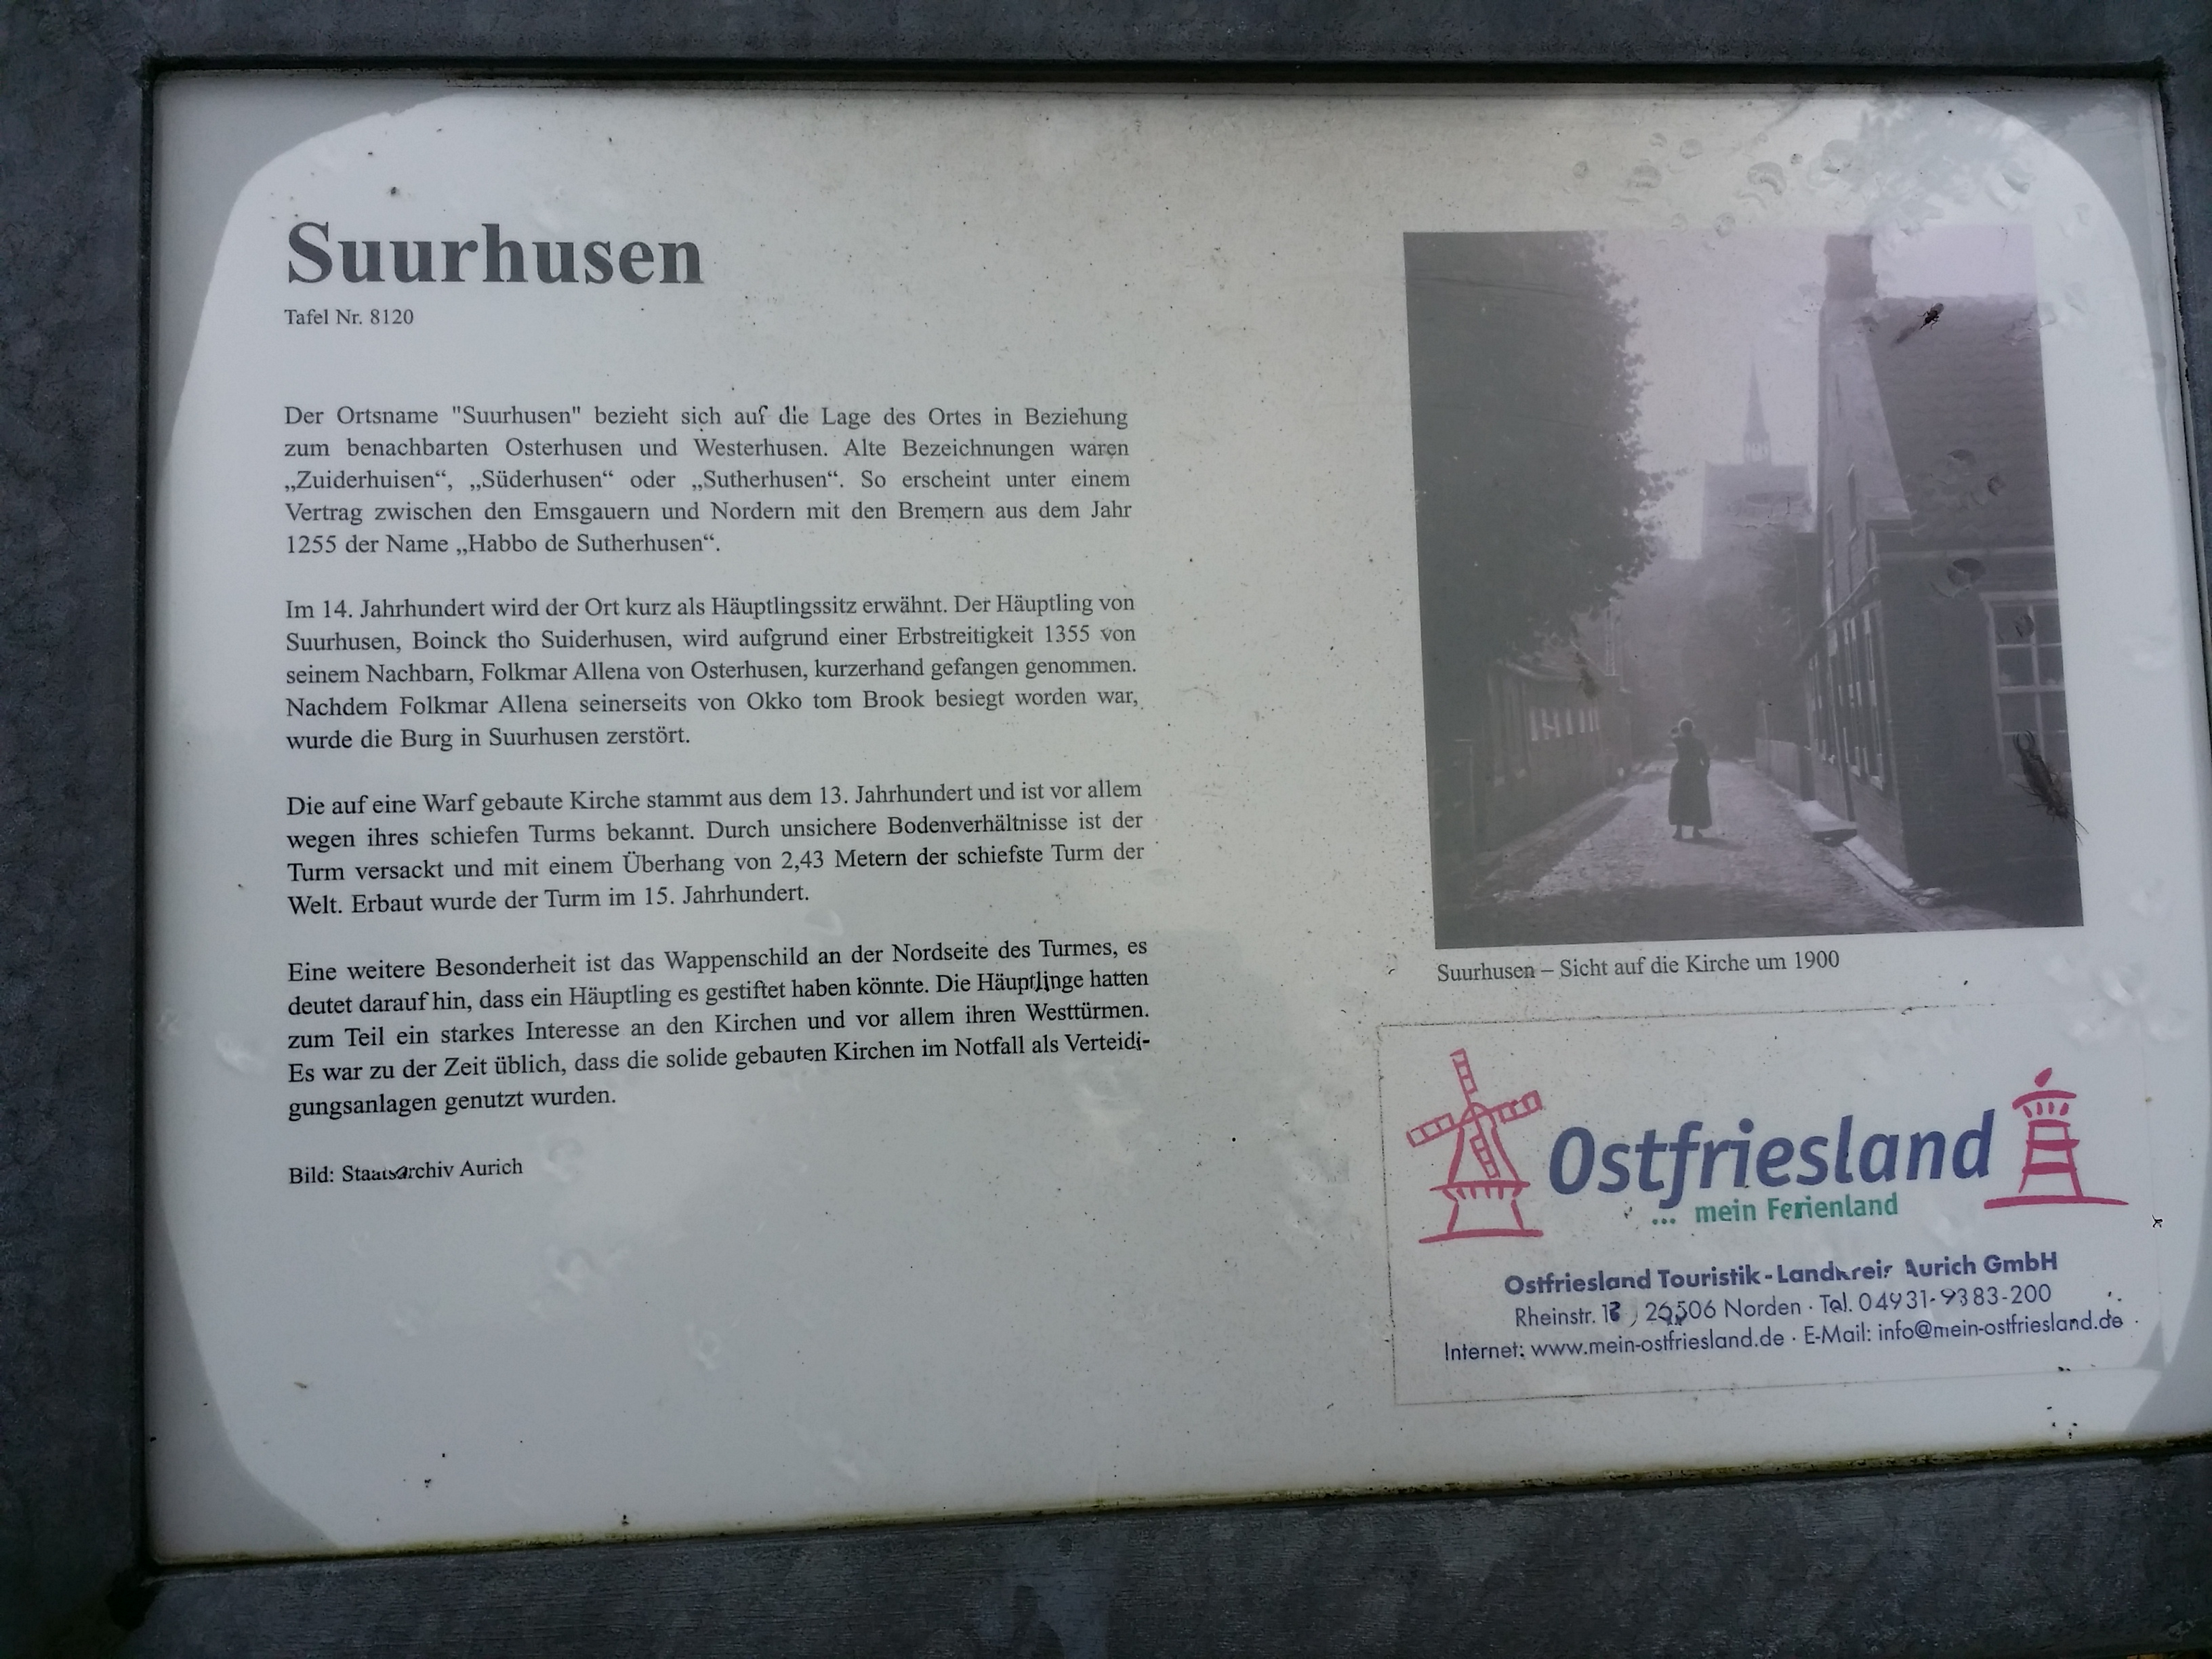 Suurhusen
Tafel Nr. 8120
Der Ortsname "Suurhusen" bezieht sich auf die Lage des Ortes in Beziehung
zum benachbarten Osterhusen und Westerhusen. Alte Bezeichnungen waren
„Zuiderhuisen“, „Süderhusen“ oder „Sutherhusen“. So erscheint unter einem
Vertrag zwischen den Emsgauern und Nordern mit den Bremern aus dem Jahr
1255 der Name „Habbo de Sutherhusen“.
Im 14. Jahrhundert wird der Ort kurz als Häuptlingssitz erwähnt. Der Häuptling von
Suurhusen, Boinck tho Suiderhusen, wird aufgrund einer Erbstreitigkeit 1355 von
seinem Nachbarn, Folkmar Allena von Osterhusen, kurzerhand gefangen genommen.
Nachdem Folkmar Allena seinerseits von Okko tom Brook besiegt worden war,
wurde die Burg in Suurhusen zerstört.
Die auf eine Warf gebaute Kirche stammt aus dem 13. Jahrhundert und ist vor allem
wegen ihres schiefen Turms bekannt. Durch unsichere Bodenverhältnisse ist der
Turm versackt und mit einem Überhang von 2,43 Metern der schiefste Turm der
Welt. Erbaut wurde der Turm im 15. Jahrhundert.
Eine weitere Besonderheit ist das Wappenschild an der Nordseite des Turmes, es
deutet darauf hin, dass ein Häuptling es gestiftet haben könnte. Die Häuptlinge hatten
zum Teil ein starkes Interesse an den Kirchen und vor allem ihren Westtürmen.
Es war zu der Zeit üblich, dass die solide gebauten Kirchen im Notfall als Verteidi-
gungsanlagen genutzt wurden.
Bild: Staatsarchiv Aurich
Suurhusen – Sicht auf die Kirche um 1900
Ostfriesland
... mein Ferienland
Ostfriesland Touristik - Landkreis Aurich GmbH
Rheinstr. 26506 Norden · Tel. 04931-9383-200
Internet: www.mein-ostfriesland.de · E-Mail: info@mein-ostfriesland.de